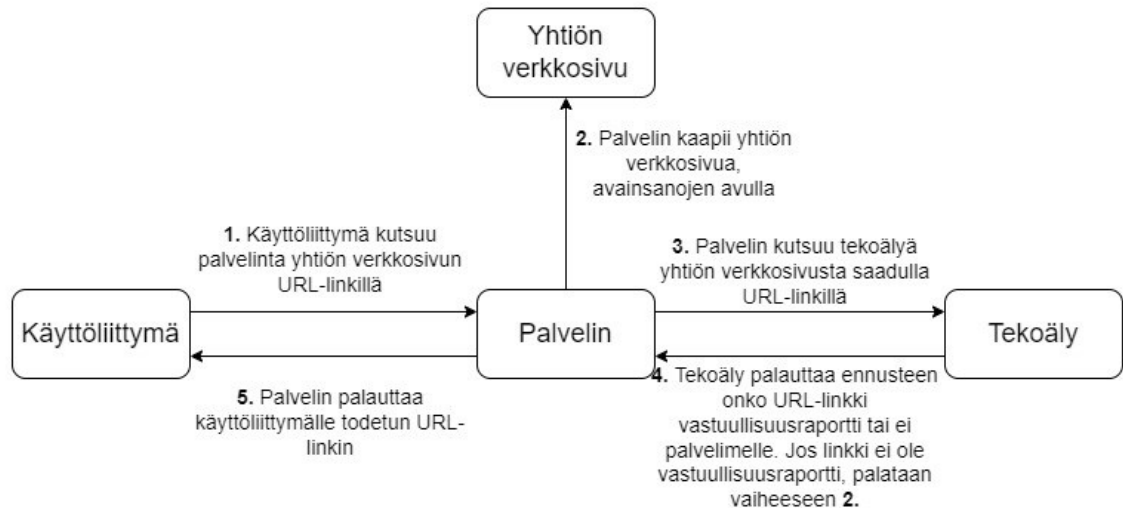 Yhtiön
verkkosivu
2. Palvelin kaapii yhtiön
verkkosivua,
avainsanojen avulla
1. Käyttöliittymä kutsuu
palvelinta yhtiön verkkosivun
URL-linkillä
3. Palvelin kutsuu tekoälyä
yhtiön verkkosivusta saadulla
URL-linkillä
Käyttöliittymä
Palvelin
Tekoäly
5. Palvelin palauttaa
käyttöliittymälle todetun URL-
linkin
4. Tekoäly palauttaa ennusteen
onko URL-linkki
vastuullisuusraportti tai ei
palvelimelle. Jos linkki ei ole
vastuullisuusraportti, palataan
vaiheeseen 2.